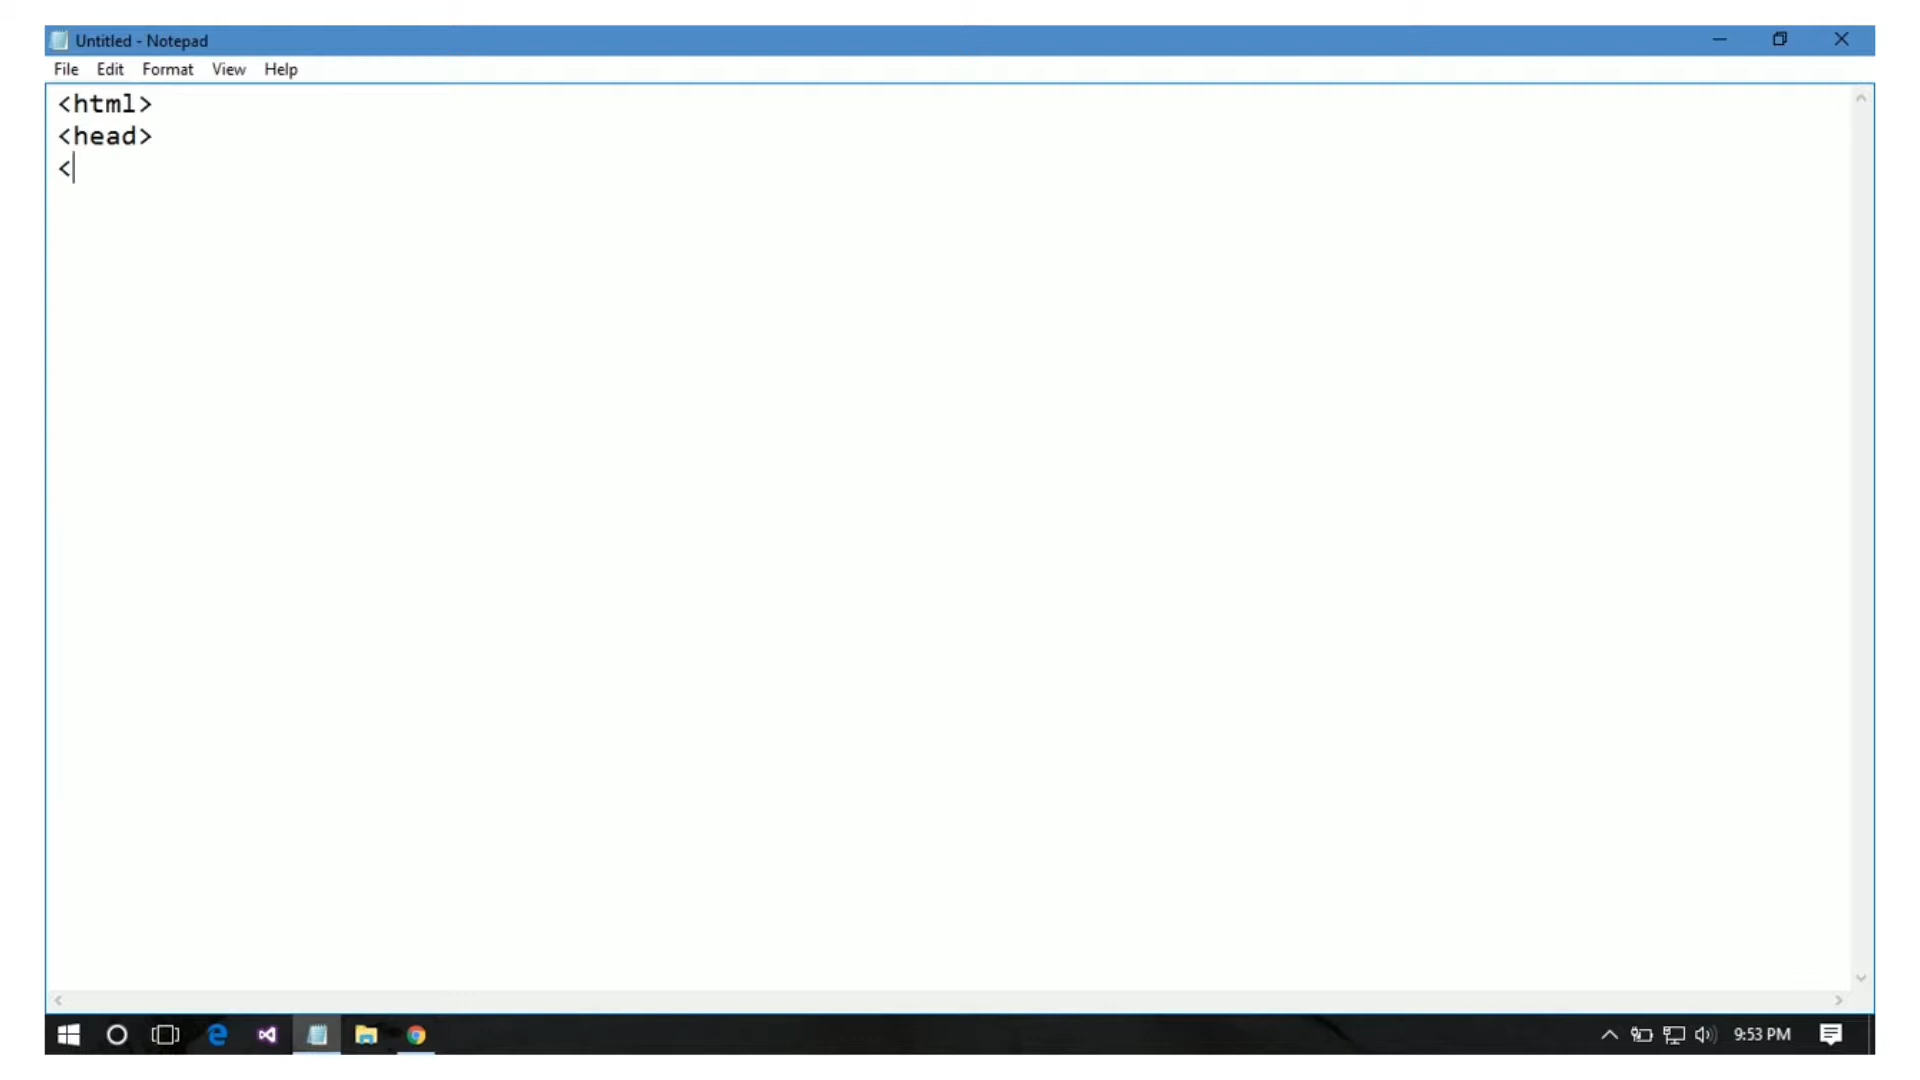 Untitled - Notepad
File Edit Format View Help
<html>
<head>
<
9:53 PM